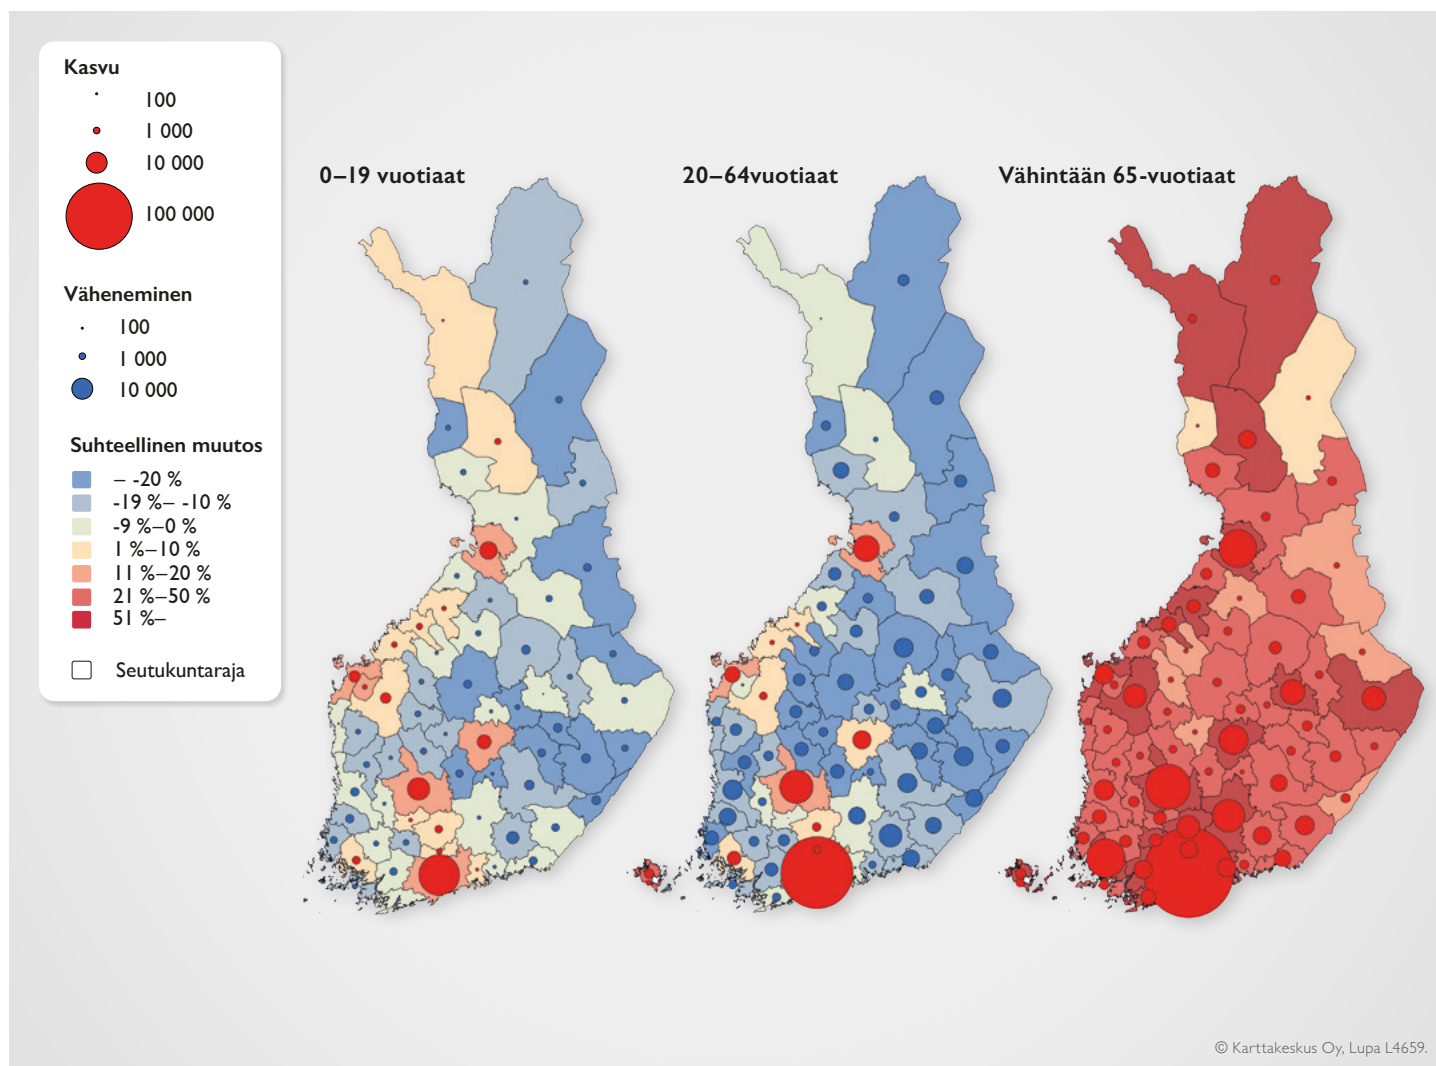 Kasvu
100
1 000
10 000
100 000
Väheneminen
100
1 000
10 000
Suhteellinen muutos
– -20 %
-19 %– -10 %
-9 %–0 %
1 %–10 %
11 %–20 %
21 %–50 %
51 %–
Seutukuntaraja
0–19 vuotiaat
20–64vuotiaat
Vähintään 65-vuotiaat
© Karttakeskus Oy, Lupa L4659.